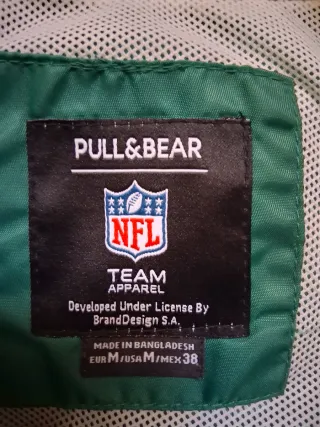 PULL&BEAR
NFL
TEAM
APPAREL
Developed Under License By
BrandDesign S.A.
MADE IN BANGLADESH
EUR M/USA M/MEX 38